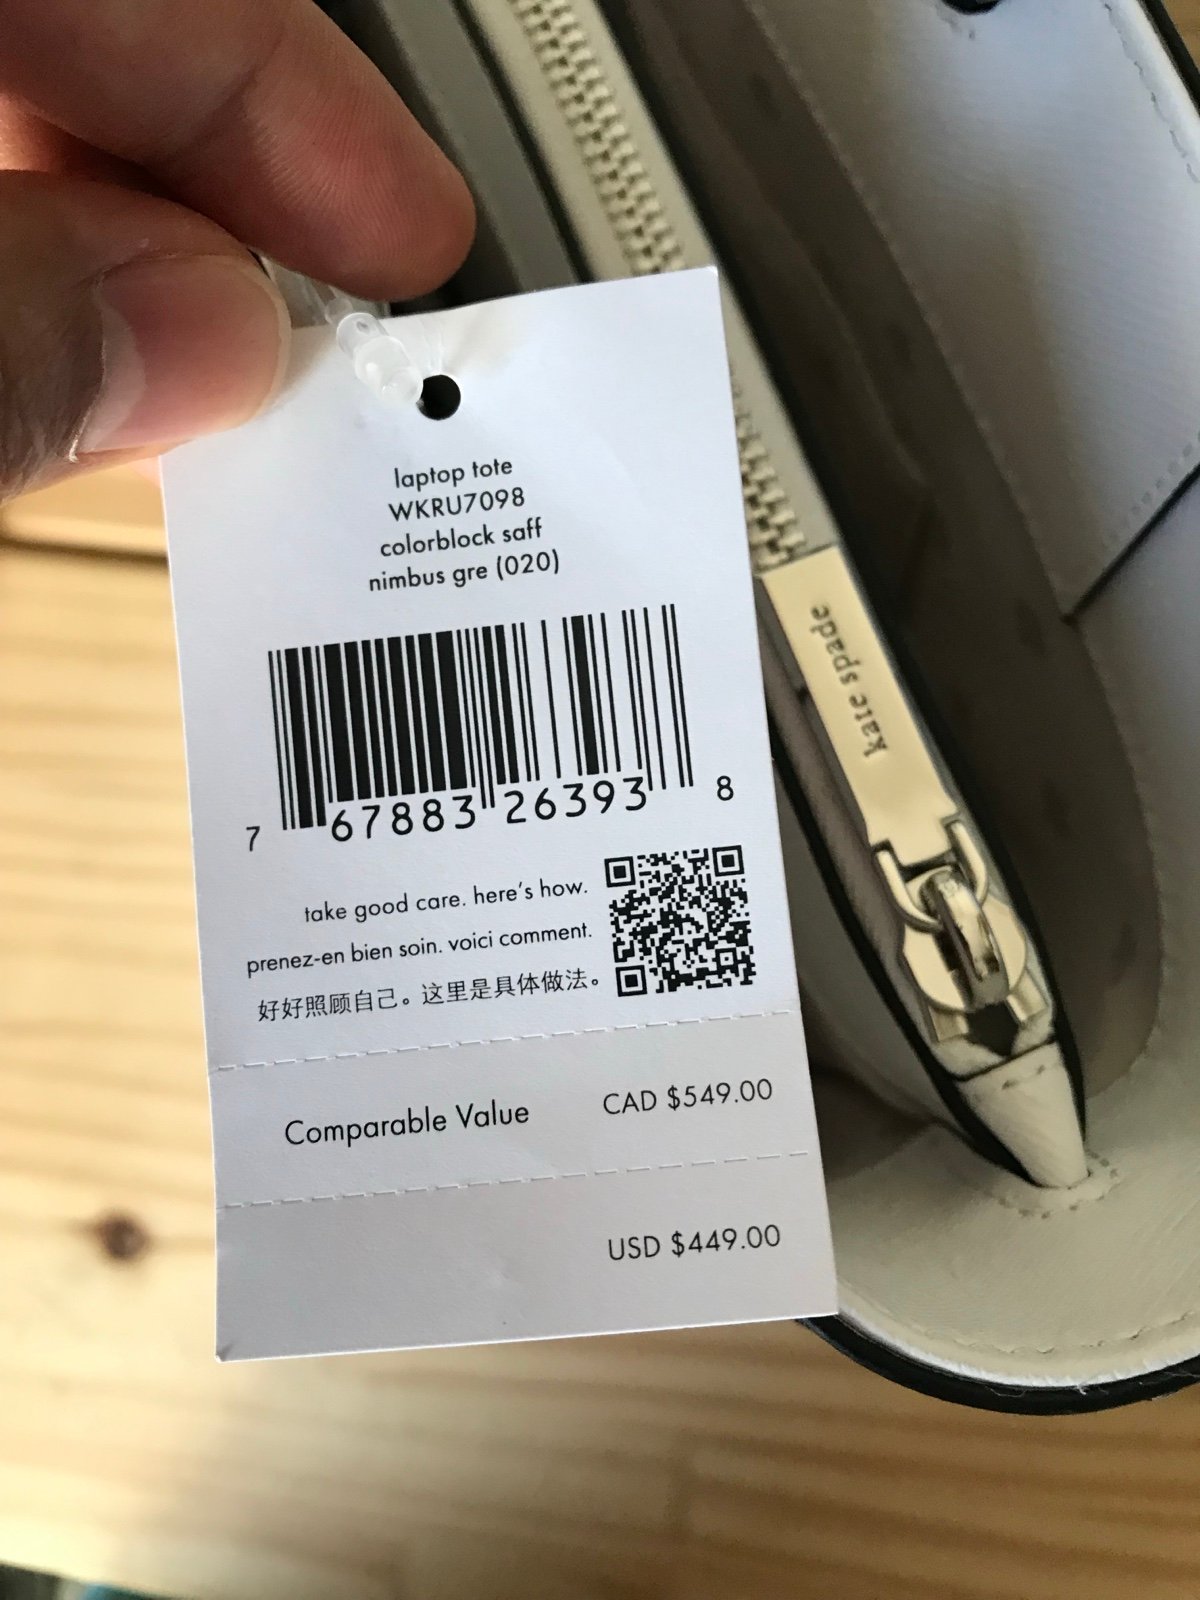 laptop tote
WKRU7098
colorblock saff
nimbus gre (020)
7 67883 26393 8
take good care. here's how.
prenez-en bien soin. voici comment.
好好照顾自己。这里是具体做法。
Comparable Value CAD $549.00
USD $449.00
kate spade